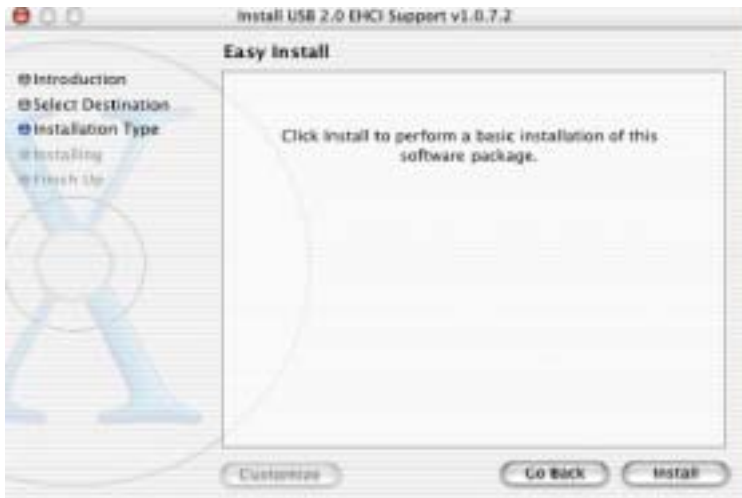 Install USB 2.0 EHCI Support v1.0.7.2
Easy Install
Introduction
Select Destination
Installation Type
Installing
Finish Up
Click Install to perform a basic installation of this
software package.
Customize
Go Back
Install